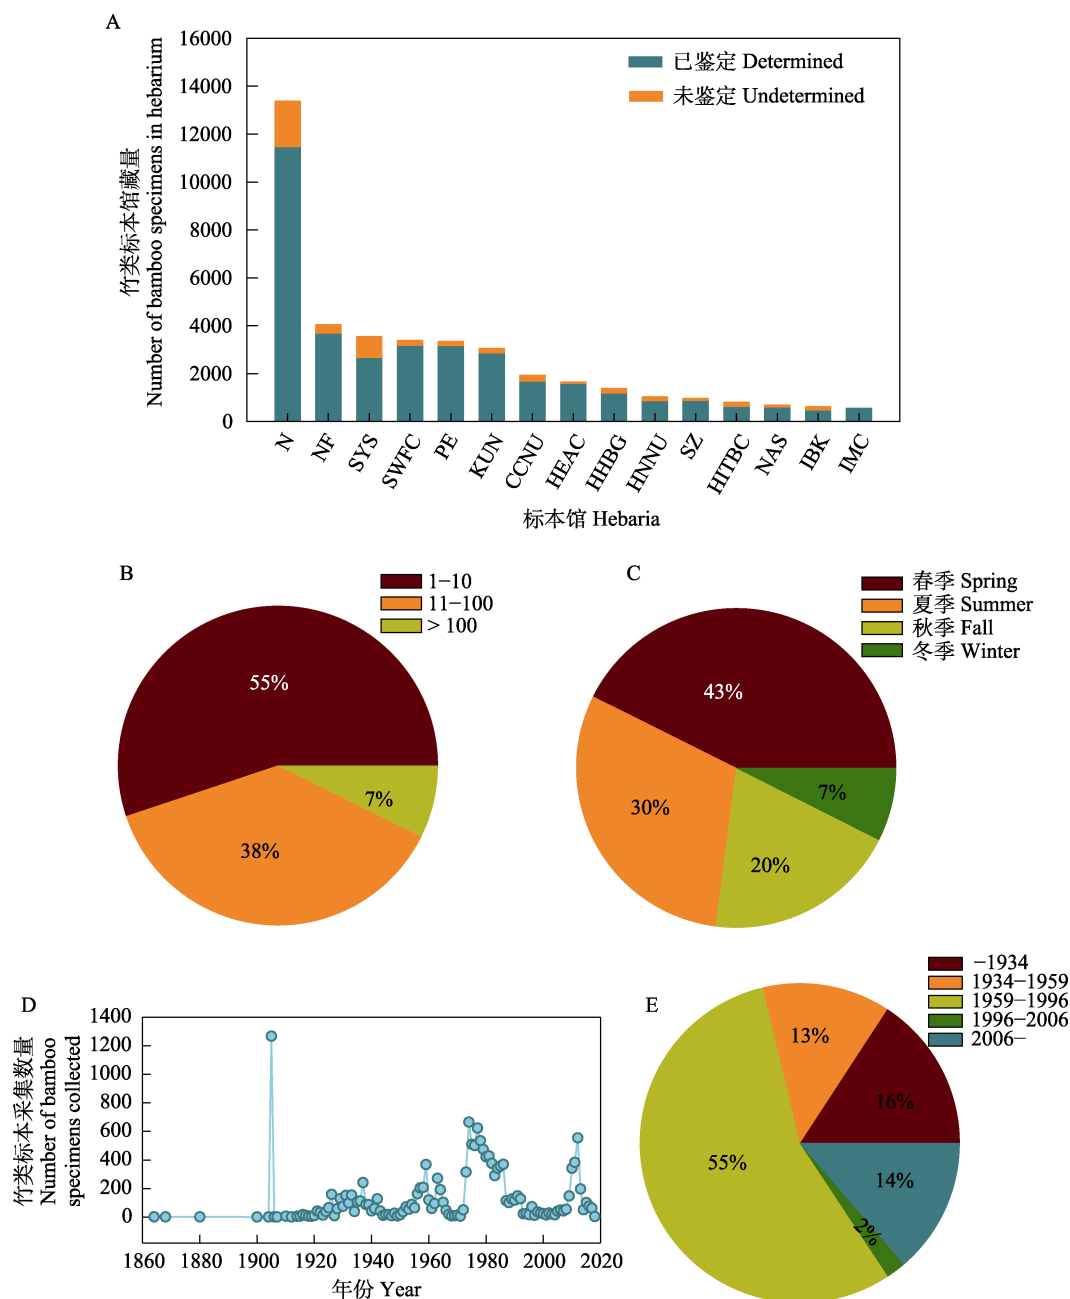 A
竹类标本馆藏量
Number of bamboo specimens in hebarium
16000
14000
12000
10000
8000
6000
4000
2000
0
已鉴定 Determined
未鉴定 Undetermined
N
NF
SYS
SWFC
PE
KUN
CCNU
HEAC
HHBG
HNNU
SZ
HITBC
NAS
IBK
IMC
标本馆 Hebaria
B
1−10
11−100
> 100
55%
38%
7%
C
春季 Spring
夏季 Summer
秋季 Fall
冬季 Winter
43%
30%
20%
7%
D
竹类标本采集数量
Number of bamboo
specimens collected
1400
1200
1000
800
600
400
200
0
1860
1880
1900
1920
1940
1960
1980
2000
2020
年份 Year
E
−1934
1934−1959
1959−1996
1996−2006
2006-
13%
16%
55%
14%
2%